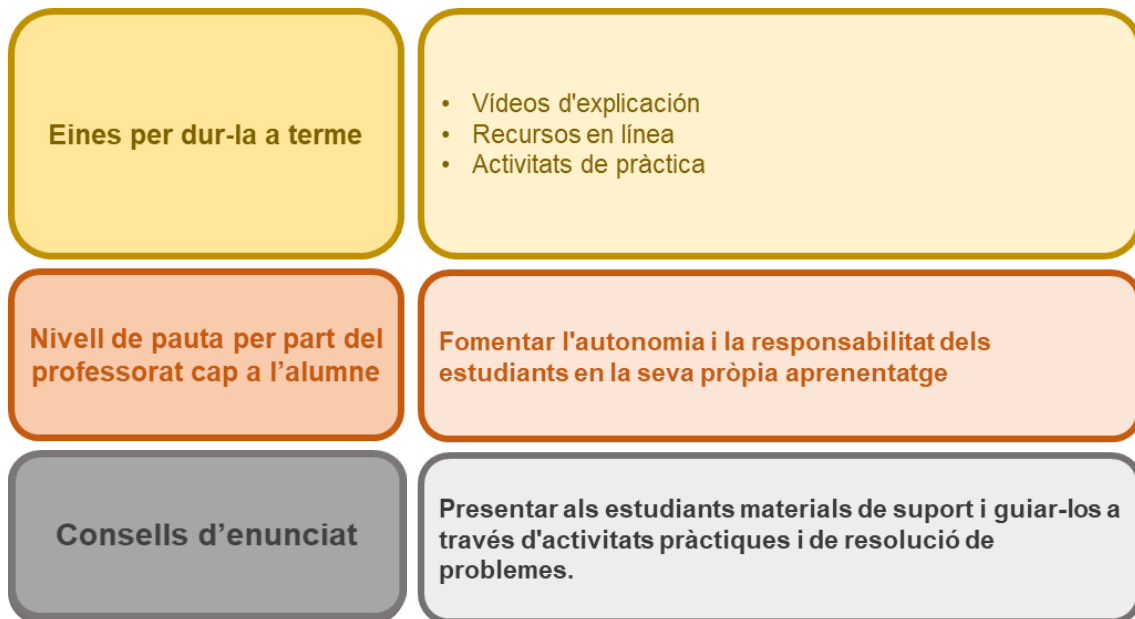 Eines per dur-la a terme
• Vídeos d'explicación
• Recursos en línea
• Activitats de pràctica
Nivell de pauta per part del
professorat cap a l’alumne
Fomentar l'autonomia i la responsabilitat dels
estudiants en la seva pròpia aprenentatge
Consells d’enunciat
Presentar als estudiants materials de suport i guiar-los a
través d'activitats pràctiques i de resolució de
problemes.